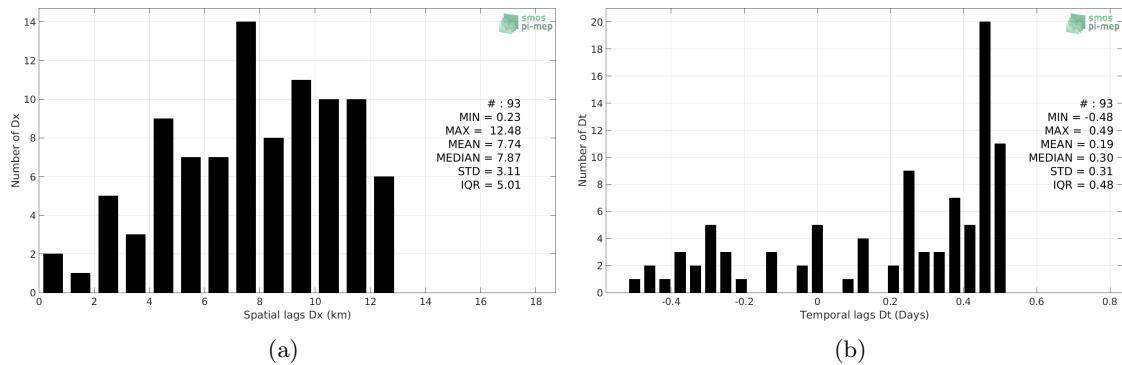 smos
pi-mep
14
12
10
8
6
4
2
0
Number of Dx
# : 93
MIN = 0.23
MAX = 12.48
MEAN = 7.74
MEDIAN = 7.87
STD = 3.11
IQR = 5.01
0 2 4 6 8 10 12 14 16 18
Spatial lags Dx (km)
(a)
smos
pi-mep
20
18
16
14
12
10
8
6
4
2
0
Number of Dt
# : 93
MIN = -0.48
MAX = 0.49
MEAN = 0.19
MEDIAN = 0.30
STD = 0.31
IQR = 0.48
-0.4 -0.2 0 0.2 0.4 0.6 0.8
Temporal lags Dt (Days)
(b)